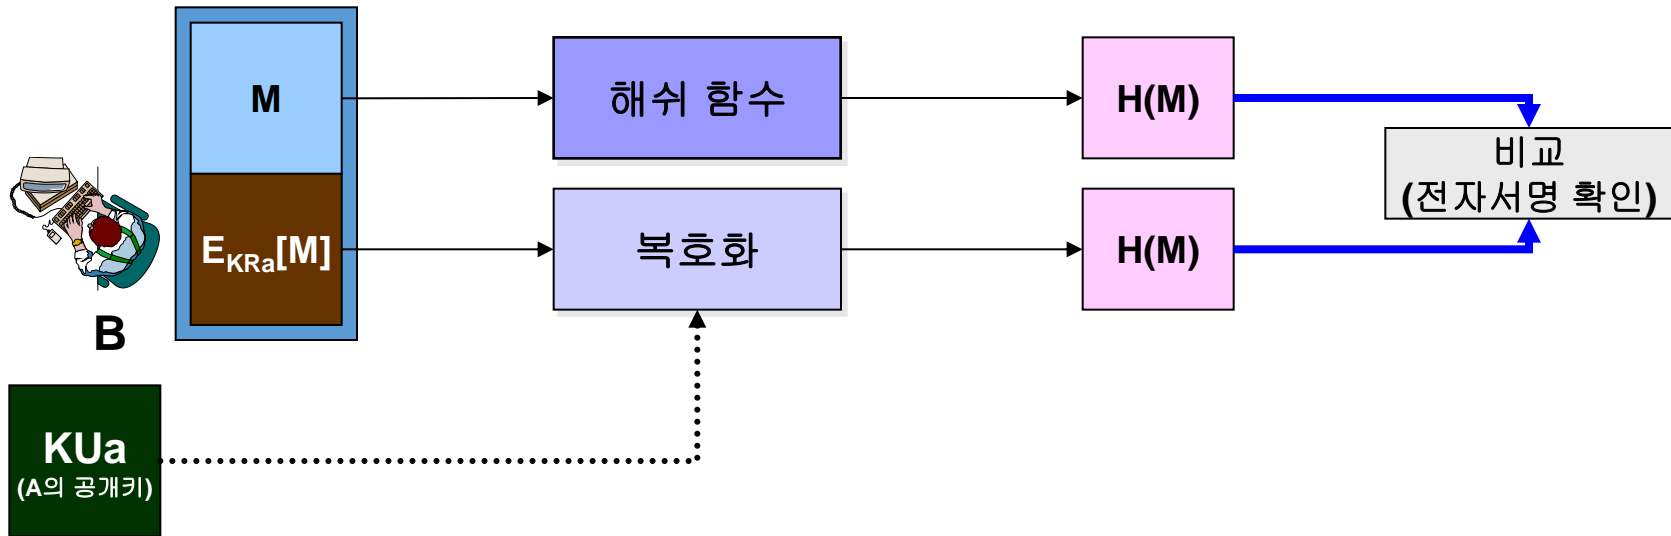 M
해쉬 함수
H(M)
비교
(전자서명 확인)
E_KRa[M]
복호화
H(M)
B
KUa
(A의 공개키)